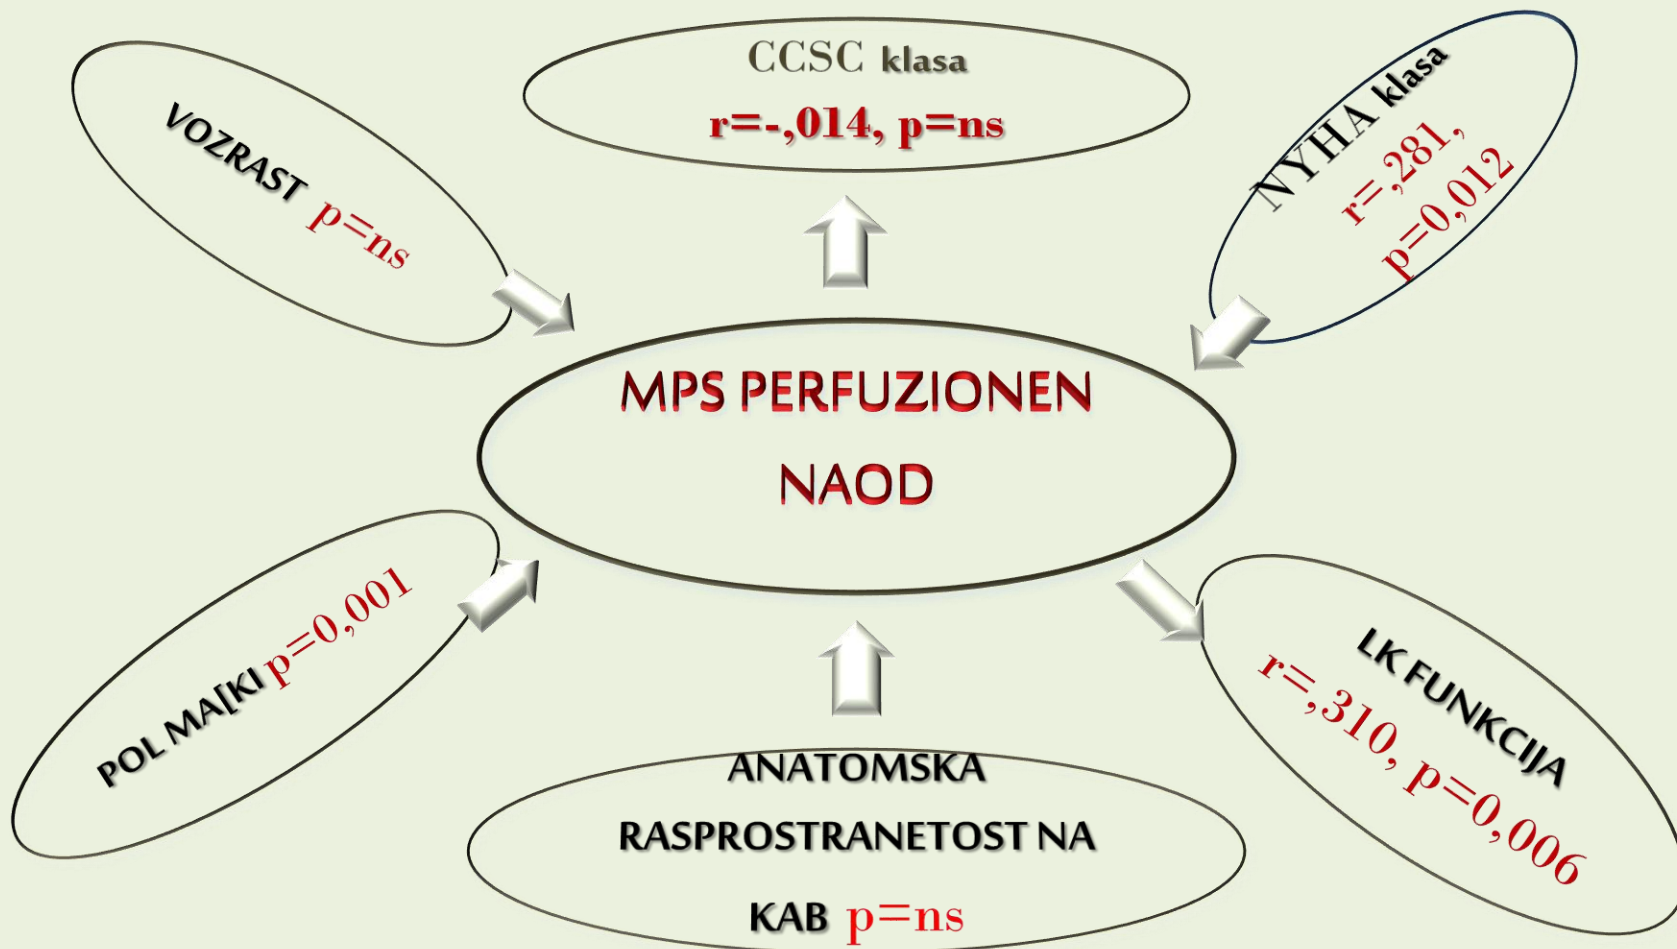 CCSC klasa
r=-,014, p=ns
VOZRAST p=ns
NYHA klasa
r=,281,
p=0,012
MPS PERFUZIONEN
NAOD
POL MA[KI p=0,001
LK FUNKCIJA
r=,310, p=0,006
ANATOMSKA
RASPROSTRANETOST NA
KAB p=ns